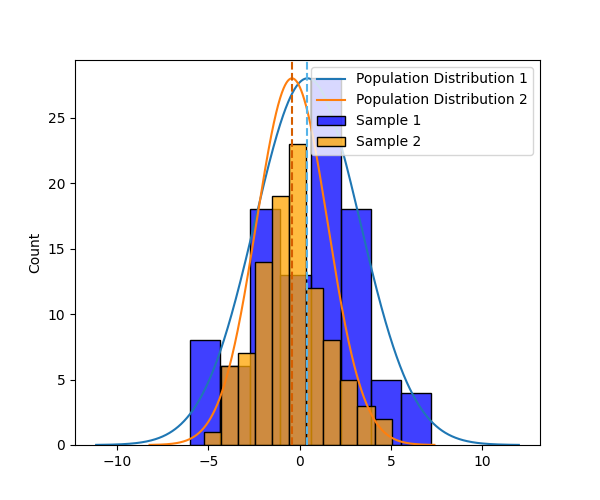 Population Distribution 1
Population Distribution 2
Sample 1
Sample 2
25
20
15
10
5
0
Count
−10
−5
0
5
10